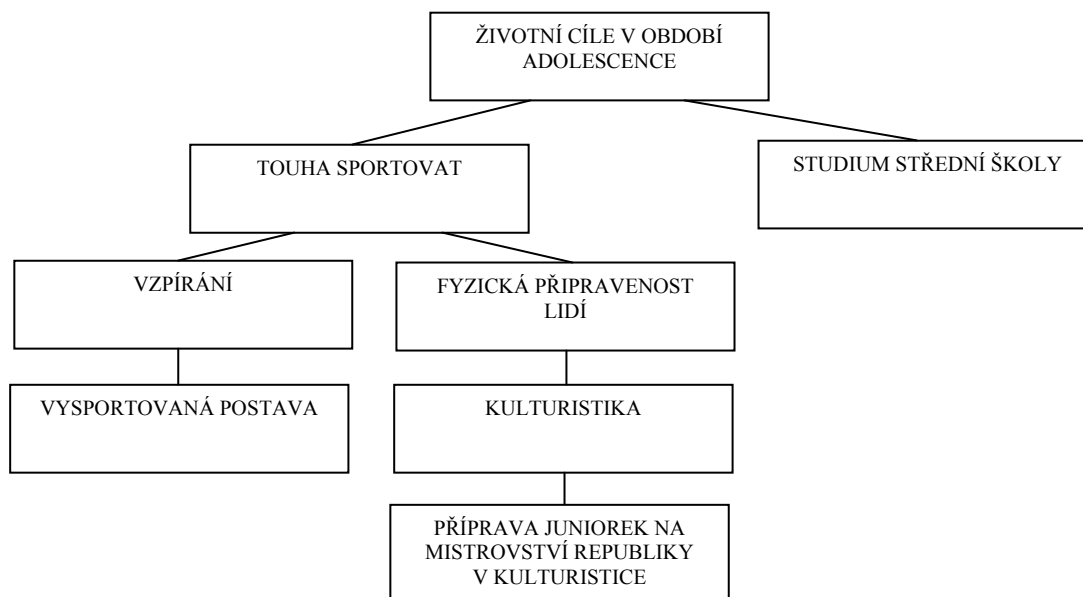 ŽIVOTNÍ CÍLE V OBDOBÍ
ADOLESCENCE
TOUHA SPORTOVAT
STUDIUM STŘEDNÍ ŠKOLY
VZPÍRÁNÍ
FYZICKÁ PŘIPRAVENOST
LIDÍ
VYSPORTOVANÁ POSTAVA
KULTURISTIKA
PŘÍPRAVA JUNIOREK NA
MISTROVSTVÍ REPUBLIKY
V KULTURISTICE